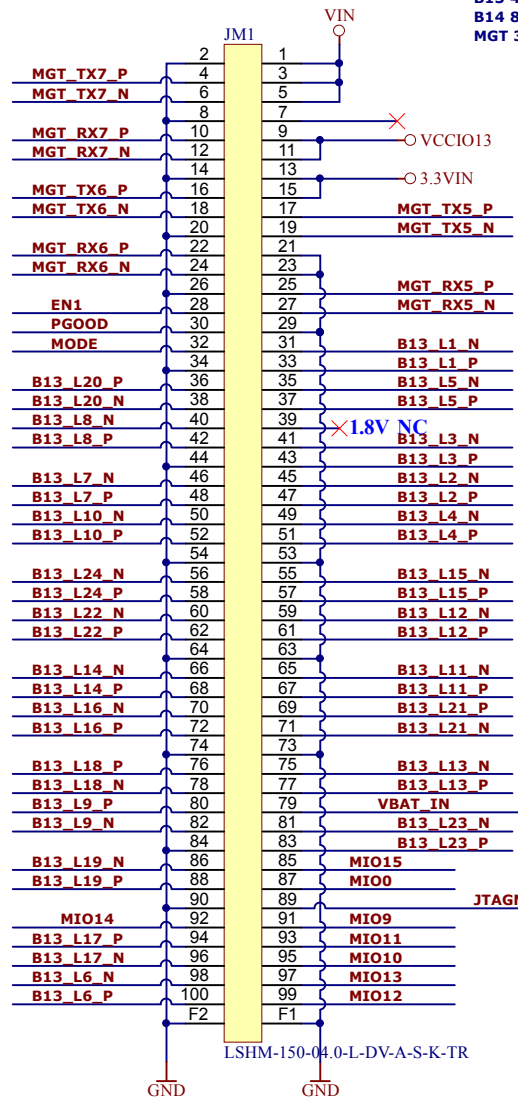 B13 4
B14 8
MGT 3
VIN
JM1
2 1
MGT_TX7_P 4 3
MGT_TX7_N 6 5
8 7
MGT_RX7_P 10 9 VCCIO13
MGT_RX7_N 12 11
14 13 3.3VIN
MGT_TX6_P 16 15
MGT_TX6_N 18 17 MGT_TX5_P
20 19 MGT_TX5_N
MGT_RX6_P 22 21
MGT_RX6_N 24 23
26 25 MGT_RX5_P
EN1 28 27 MGT_RX5_N
PGOOD 30 29
MODE 32 31 B13_L1_N
34 33 B13_L1_P
B13_L20_P 36 35 B13_L5_N
B13_L20_N 38 37 B13_L5_P
B13_L8_N 40 39 1.8V NC
B13_L8_P 42 41 B13_L3_N
44 43 B13_L3_P
B13_L7_N 46 45 B13_L2_N
B13_L7_P 48 47 B13_L2_P
B13_L10_N 50 49 B13_L4_N
B13_L10_P 52 51 B13_L4_P
54 53
B13_L24_N 56 55 B13_L15_N
B13_L24_P 58 57 B13_L15_P
B13_L22_N 60 59 B13_L12_N
B13_L22_P 62 61 B13_L12_P
64 63
B13_L14_N 66 65 B13_L11_N
B13_L14_P 68 67 B13_L11_P
B13_L16_N 70 69 B13_L21_P
B13_L16_P 72 71 B13_L21_N
74 73
B13_L18_P 76 75 B13_L13_N
B13_L18_N 78 77 B13_L13_P
B13_L9_P 80 79 VBAT_IN
B13_L9_N 82 81 B13_L23_N
84 83 B13_L23_P
B13_L19_N 86 85 MIO15
B13_L19_P 88 87 MIO0
90 89 JTAGM
MIO14 92 91 MIO9
B13_L17_P 94 93 MIO11
B13_L17_N 96 95 MIO10
B13_L6_N 98 97 MIO13
B13_L6_P 100 99 MIO12
F2 F1
LSHM-150-04.0-L-DV-A-S-K-TR
GND GND